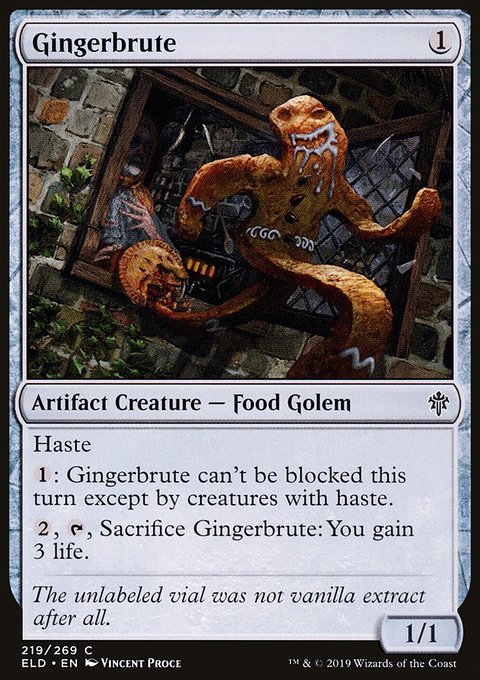 Gingerbrute 1
Artifact Creature — Food Golem
Haste
1: Gingerbrute can't be blocked this
turn except by creatures with haste.
2, , Sacrifice Gingerbrute: You gain
3 life.
The unlabeled vial was not vanilla extract
after all.
1/1
219/269 C
ELD • EN Vincent Proce
™ & © 2019 Wizards of the Coast